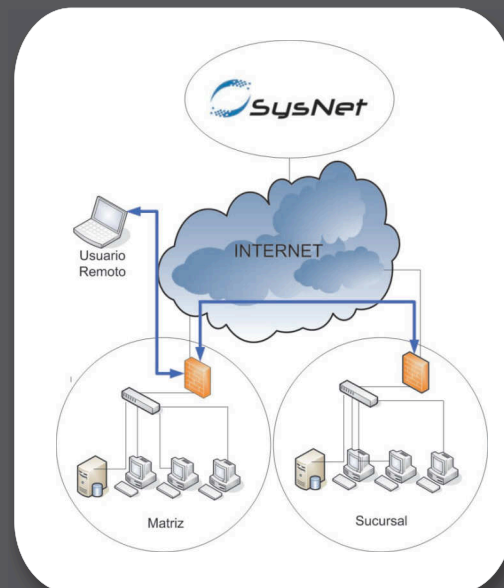 SysNet
INTERNET
Usuario
Remoto
Matriz
Sucursal